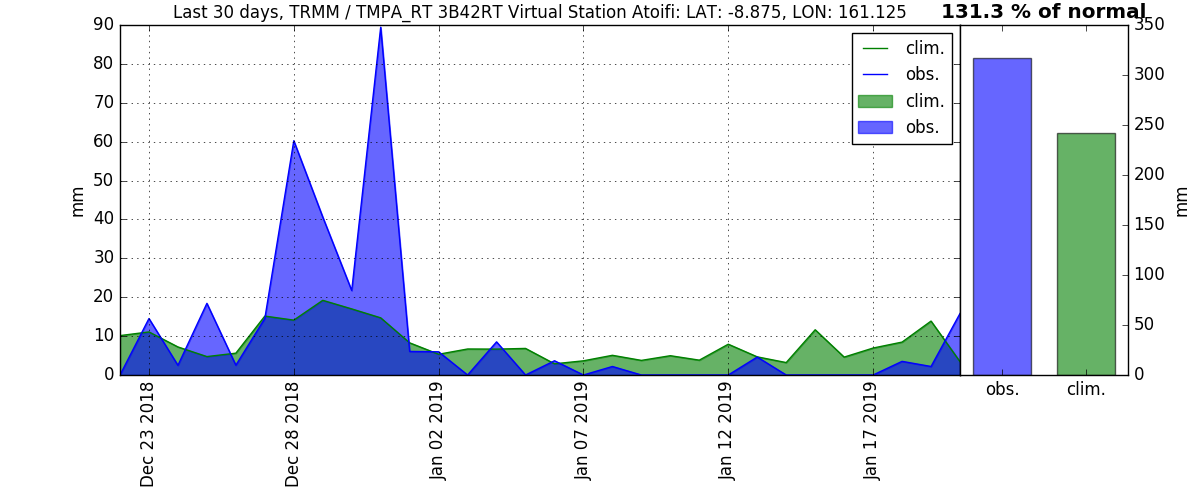 Last 30 days, TRMM / TMPA_RT 3B42RT Virtual Station Atoifi: LAT: -8.875, LON: 161.125
131.3 % of normal
90
80
70
60
50
40
30
20
10
0
mm
clim.
obs.
clim.
obs.
Dec 23 2018
Dec 28 2018
Jan 02 2019
Jan 07 2019
Jan 12 2019
Jan 17 2019
350
300
250
200
150
100
50
0
mm
obs.
clim.